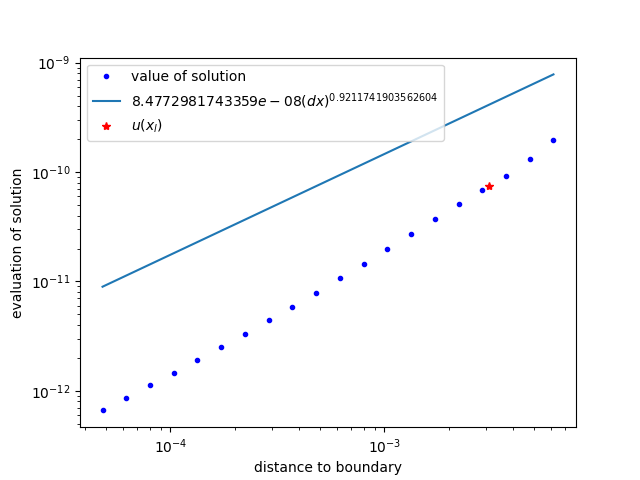 10⁻⁹
value of solution
8.4772981743359e − 08(dx)^0.9211741903562604
u(x_l)
10⁻¹⁰
10⁻¹¹
10⁻¹²
evaluation of solution
10⁻⁴
10⁻³
distance to boundary